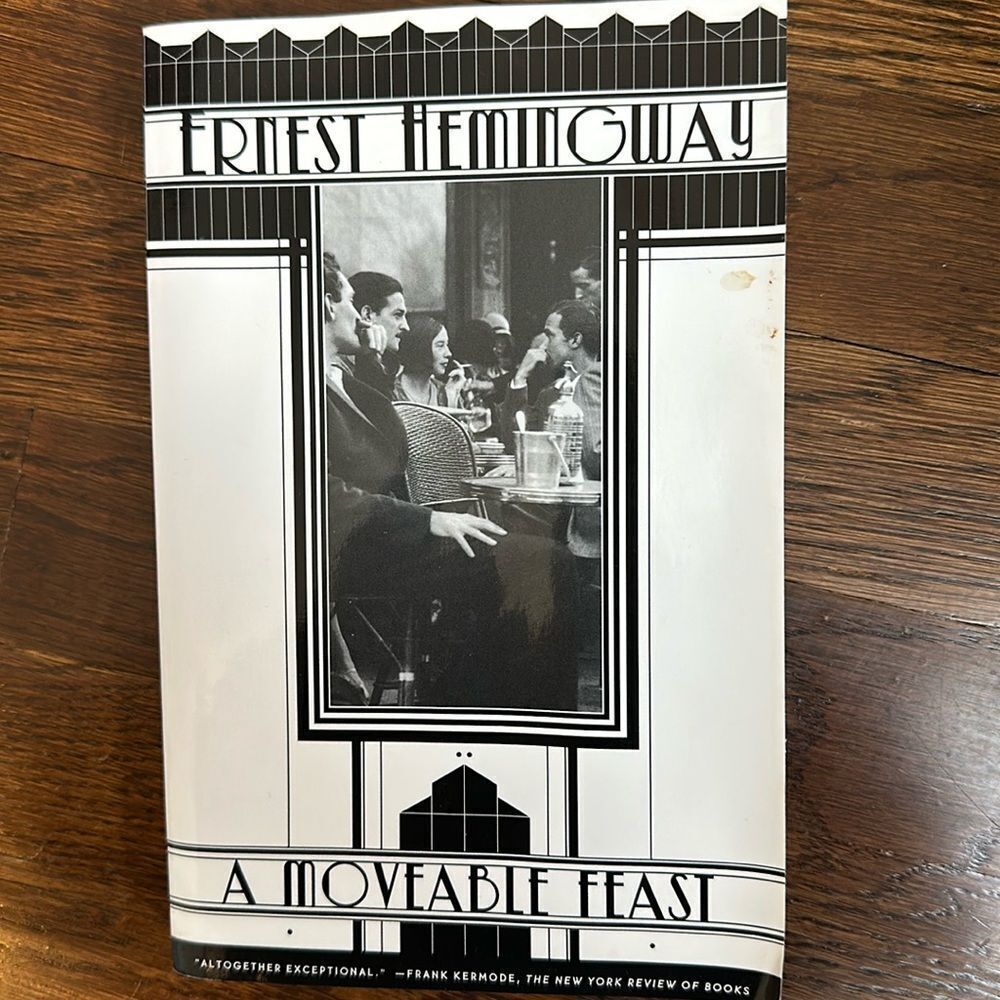 ERNEST HEMINGWAY
A MOVEABLE FEAST
"ALTOGETHER EXCEPTIONAL." —FRANK KERMODE, THE NEW YORK REVIEW OF BOOKS